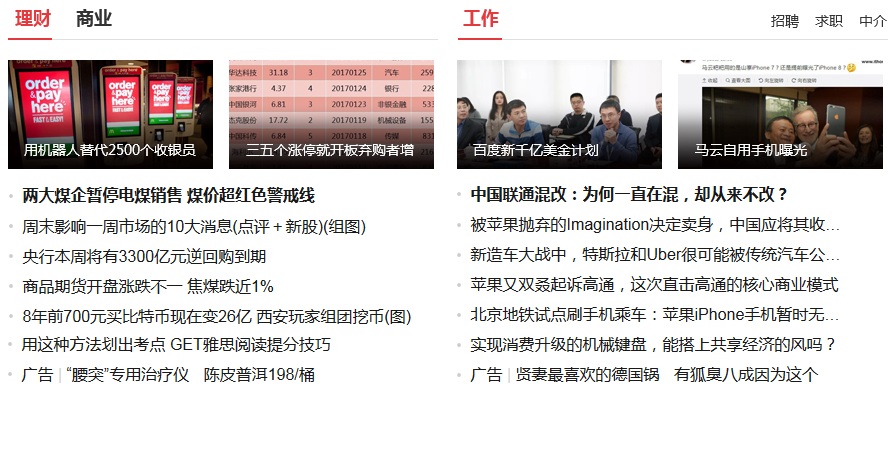 理财 商业
order & pay here
FAST & EASY!
用机器人替代2500个收银员
华达科技 31.18 3 20170125 汽车 259
张家港行 4.37 4 20170124 银行 228
中国银河 6.81 3 20170123 非银金融 533
杰克股份 17.72 2 20170119 机械设备 155
中国科传 6.84 5 20170118 传媒 831
三五个涨停就开板弃购者增
两大煤企暂停电煤销售 煤价超红色警戒线
周末影响一周市场的10大消息(点评＋新股)(组图)
央行本周将有3300亿元逆回购到期
商品期货开盘涨跌不一 焦煤跌近1%
8年前700元买比特币现在变26亿 西安玩家组团挖币(图)
用这种方法划出考点 GET雅思阅读提分技巧
广告 | “腰突”专用治疗仪 陈皮普洱198/桶
工作 招聘 求职 中介
百度新千亿美金计划
马云吧吧用的是山寨iPhone 7？还是提前曝光了iPhone 8？
收起 查看大图 向左旋转 向右旋转
马云自用手机曝光
中国联通混改：为何一直在混，却从来不改？
被苹果抛弃的Imagination决定卖身，中国应将其收…
新造车大战中，特斯拉和Uber很可能被传统汽车公…
苹果又双叒起诉高通，这次直击高通的核心商业模式
北京地铁试点刷手机乘车：苹果iPhone手机暂时无…
实现消费升级的机械键盘，能搭上共享经济的风吗？
广告 | 贤妻最喜欢的德国锅 有狐臭八成因为这个